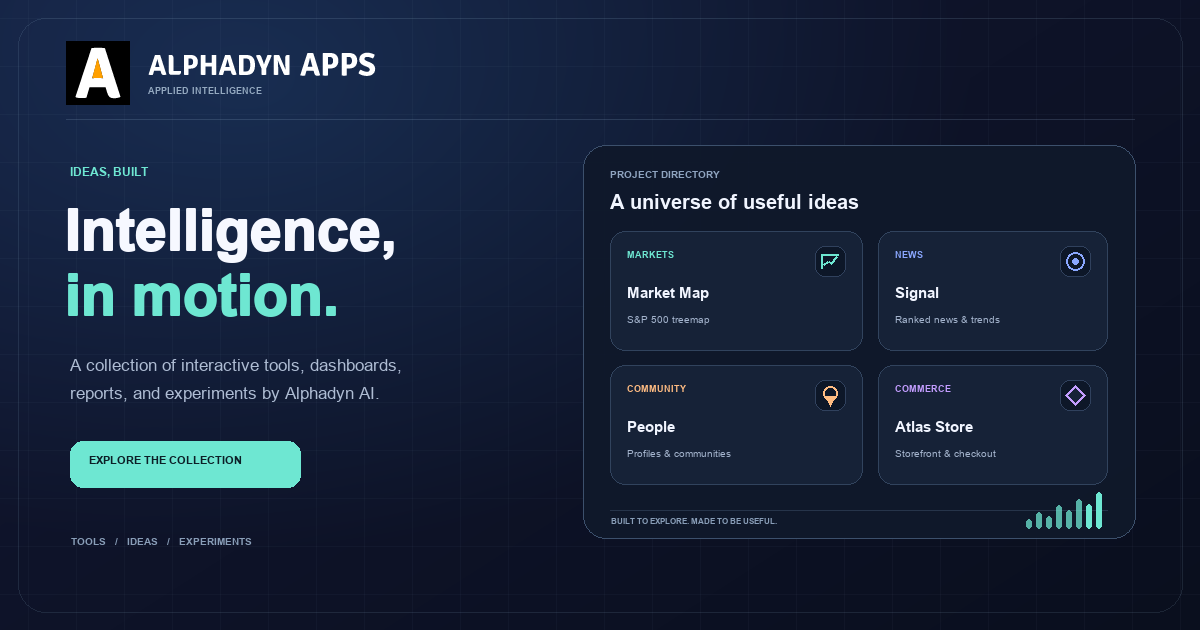 ALPHADYN APPS
APPLIED INTELLIGENCE
IDEAS, BUILT
Intelligence,
in motion.
A collection of interactive tools, dashboards,
reports, and experiments by Alphadyn AI.
EXPLORE THE COLLECTION
TOOLS / IDEAS / EXPERIMENTS
PROJECT DIRECTORY
A universe of useful ideas
MARKETS
Market Map
S&P 500 treemap
NEWS
Signal
Ranked news & trends
COMMUNITY
People
Profiles & communities
COMMERCE
Atlas Store
Storefront & checkout
BUILT TO EXPLORE. MADE TO BE USEFUL.